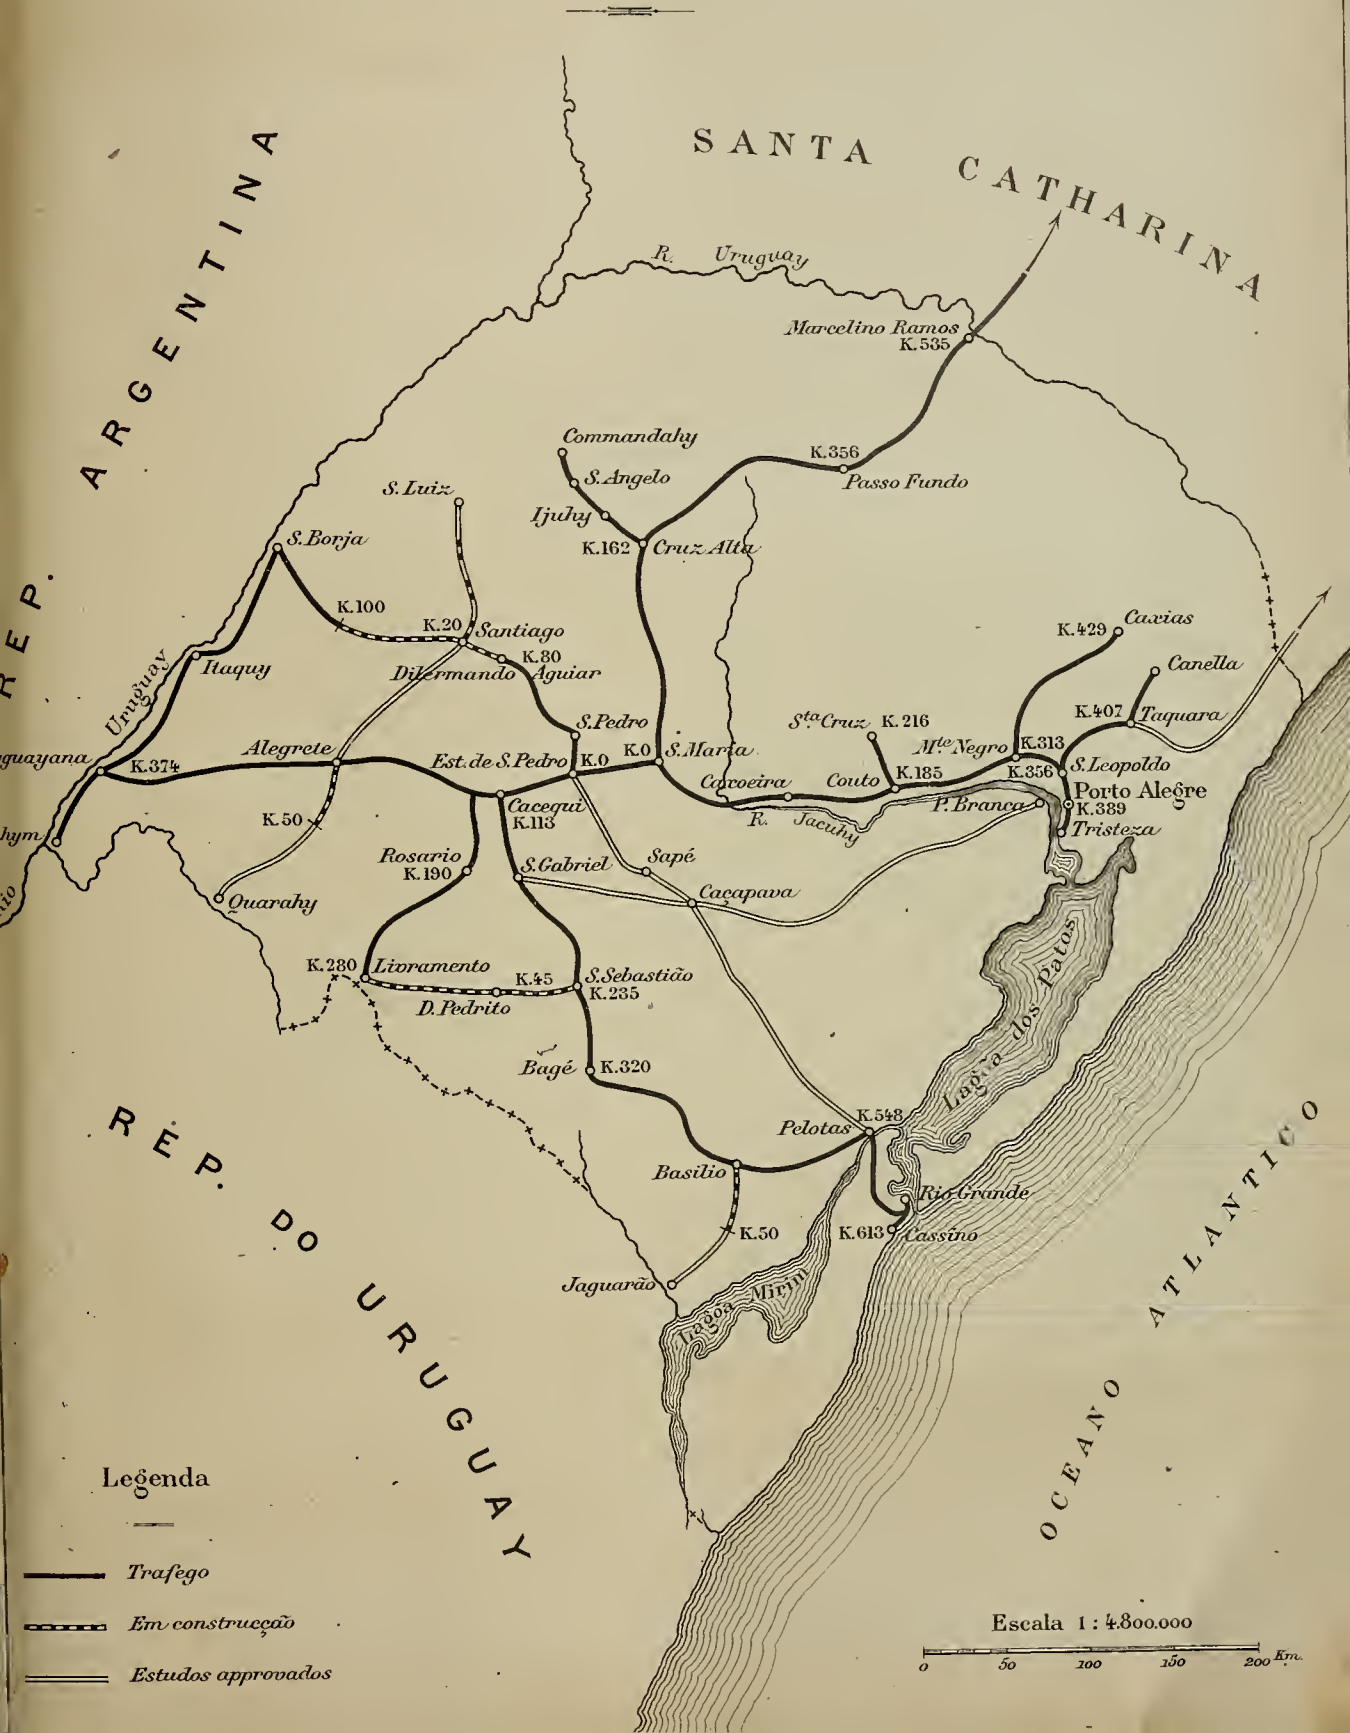 SANTA CATHARINA
REP. ARGENTINA
R. Uruguay
Marcelino Ramos
K.535
Commandahy
K.356
S. Angelo
Passo Fundo
S. Luiz
Ijuhy
K.162 Cruz Alta
S. Borja
K.100
K.20 Santiago
K.80
Dilermando Aguiar
Caxias
K.429
Canella
Itaquy
Uruguay
S. Pedro
Sta Cruz K.216
K.407 Taquara
Alegrete
Est. de S. Pedro K.0
K.0 S. Maria
Mte Negro K.313
guayana K.374
Caxoeira
Couto K.185
K.356 S. Leopoldo
Porto Alegre
K.389
P. Branca
Tristeza
Cacequi
K.113
R. Jacuhy
K.50
hym
Rosario
K.190
S. Gabriel
Sapé
Caçapava
Quarahy
Lagôa dos Patos
K.280 Livramento
K.45
S. Sebastião
K.235
D. Pedrito
Bagé K.320
K.548
Pelotas
Basilio
Rio Grande
K.613 Cassino
K.50
Jaguarão
Lagôa Mirim
REP. DO URUGUAY
OCEANO ATLANTICO
Legenda
Trafego
Em construcção
Estudos approvados
Escala 1 : 4.800.000
0 50 100 150 200 Km.